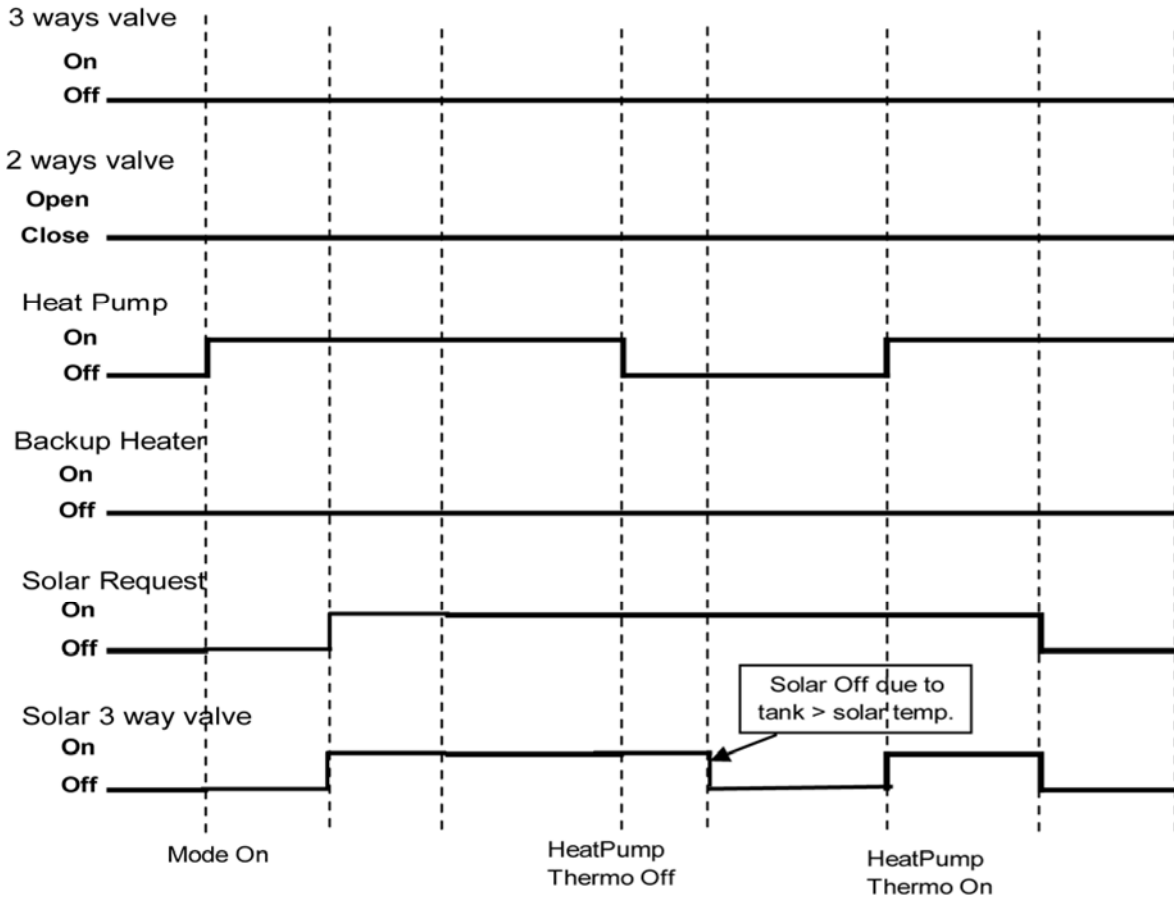 3 ways valve
On
Off
2 ways valve
Open
Close
Heat Pump
On
Off
Backup Heater
On
Off
Solar Request
On
Off
Solar Off due to
tank > solar temp.
Solar 3 way valve
On
Off
Mode On
HeatPump
Thermo Off
HeatPump
Thermo On